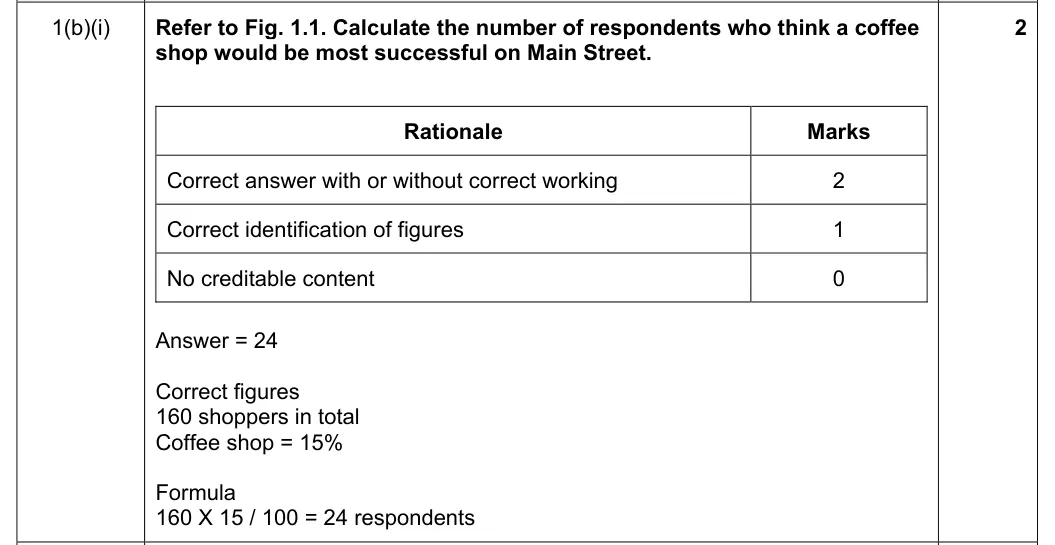 1(b)(i)
Refer to Fig. 1.1. Calculate the number of respondents who think a coffee
shop would be most successful on Main Street.
2
Rationale
Marks
Correct answer with or without correct working
2
Correct identification of figures
1
No creditable content
0
Answer = 24
Correct figures
160 shoppers in total
Coffee shop = 15%
Formula
160 X 15 / 100 = 24 respondents